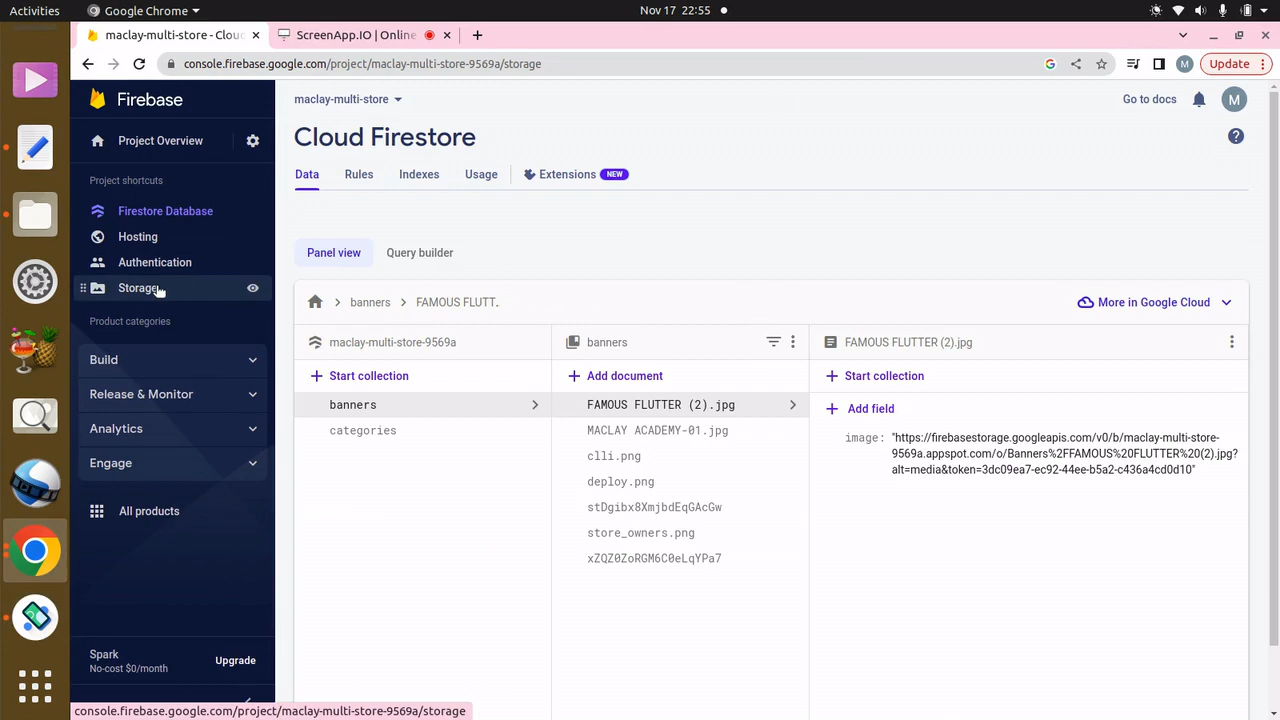 Activities
Google Chrome
Nov 17 22:55
maclay-multi-store - Clou
ScreenApp.IO | Online
console.firebase.google.com/project/maclay-multi-store-9569a/storage
M
Update
Firebase
Project Overview
Project shortcuts
Firestore Database
Hosting
Authentication
Storage
Product categories
Build
Release & Monitor
Analytics
Engage
All products
Spark
No-cost $0/month
Upgrade
maclay-multi-store
Go to docs
M
Cloud Firestore
Data
Rules
Indexes
Usage
Extensions
NEW
Panel view
Query builder
banners
FAMOUS FLUTT.
More in Google Cloud
maclay-multi-store-9569a
Start collection
banners
categories
banners
Add document
FAMOUS FLUTTER (2).jpg
MACLAY ACADEMY-01.jpg
clli.png
deploy.png
stDgibx8XmjbdEqGAcGw
store_owners.png
xZQZ0ZoRGM6C0eLqYPa7
FAMOUS FLUTTER (2).jpg
Start collection
Add field
image: "https://firebasestorage.googleapis.com/v0/b/maclay-multi-store-
9569a.appspot.com/o/Banners%2FFAMOUS%20FLUTTER%20(2).jpg?
alt=media&token=3dc09ea7-ec92-44ee-b5a2-c436a4cd0d10"
console.firebase.google.com/project/maclay-multi-store-9569a/storage